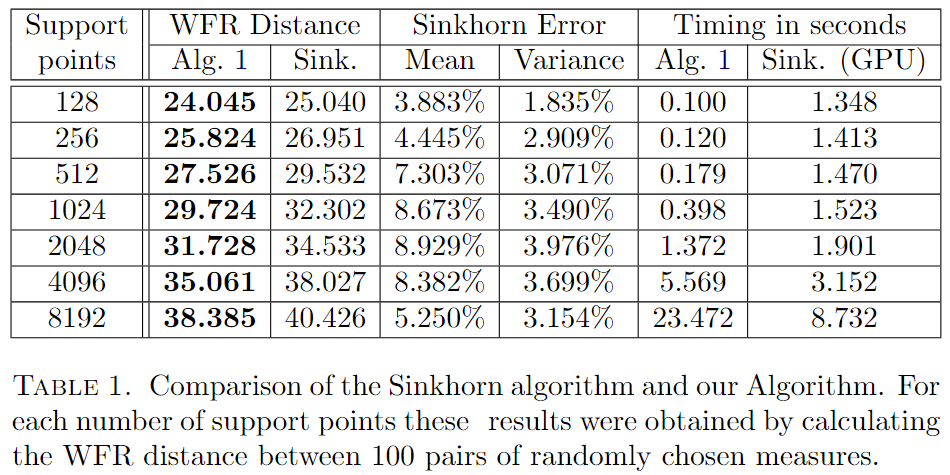 Support WFR Distance Sinkhorn Error Timing in seconds
points Alg. 1 Sink. Mean Variance Alg. 1 Sink. (GPU)
128 24.045 25.040 3.883% 1.835% 0.100 1.348
256 25.824 26.951 4.445% 2.909% 0.120 1.413
512 27.526 29.532 7.303% 3.071% 0.179 1.470
1024 29.724 32.302 8.673% 3.490% 0.398 1.523
2048 31.728 34.533 8.929% 3.976% 1.372 1.901
4096 35.061 38.027 8.382% 3.699% 5.569 3.152
8192 38.385 40.426 5.250% 3.154% 23.472 8.732
TABLE 1. Comparison of the Sinkhorn algorithm and our Algorithm. For
each number of support points these results were obtained by calculating
the WFR distance between 100 pairs of randomly chosen measures.